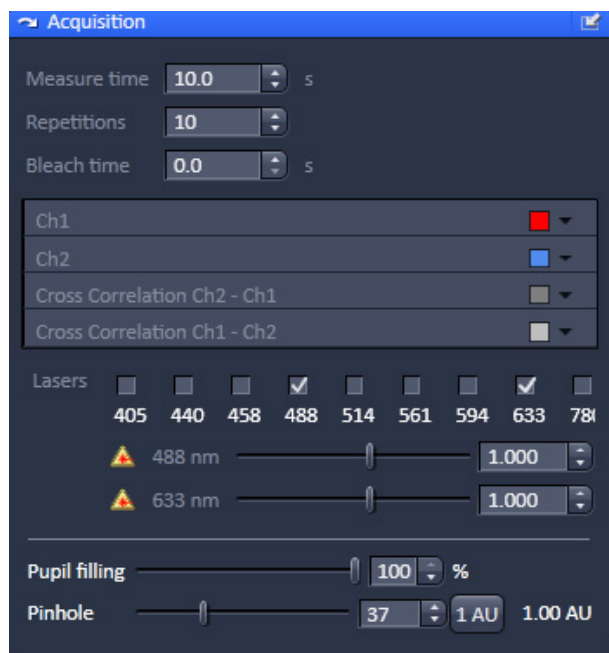 Acquisition
Measure time 10.0 s
Repetitions 10
Bleach time 0.0 s
Ch1
Ch2
Cross Correlation Ch2 - Ch1
Cross Correlation Ch1 - Ch2
Lasers
405 440 458 488 514 561 594 633
488 nm 1.000
633 nm 1.000
Pupil filling 100 %
Pinhole 37 1 AU 1.00 AU